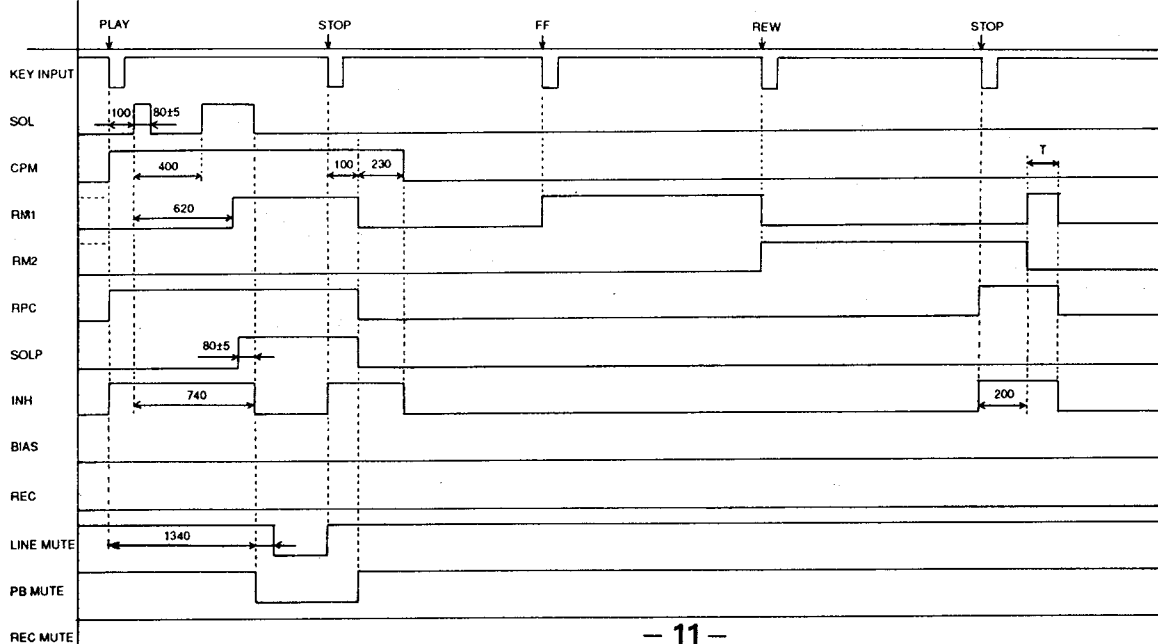 PLAY STOP FF REW STOP
KEY INPUT
100 80±5
SOL
CPM 400 100 230 T
RM1 620
RM2
RPC
SOLP 80±5
INH 740 200
BIAS
REC
LINE MUTE 1340
PB MUTE
REC MUTE
– 11 –